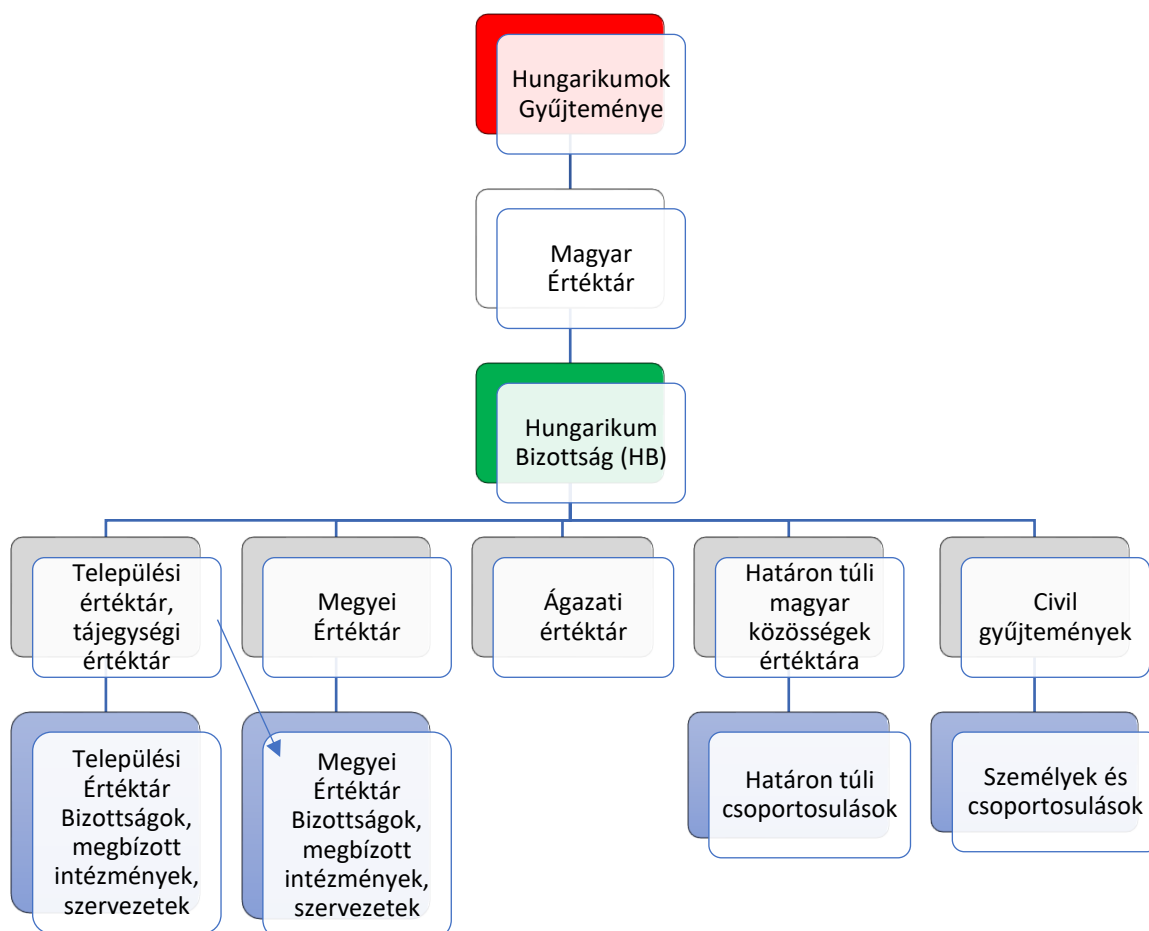 Hungarikumok
Gyűjteménye
Magyar
Értéktár
Hungarikum
Bizottság (HB)
Települési
értéktár,
tájegységi
értéktár
Megyei
Értéktár
Ágazati
értéktár
Határon túli
magyar
közösségek
értéktára
Civil
gyűjtemények
Települési
Értéktár
Bizottságok,
megbízott
intézmények,
szervezetek
Megyei
Értéktár
Bizottságok,
megbízott
intézmények,
szervezetek
Határon túli
csoportosulások
Személyek és
csoportosulások